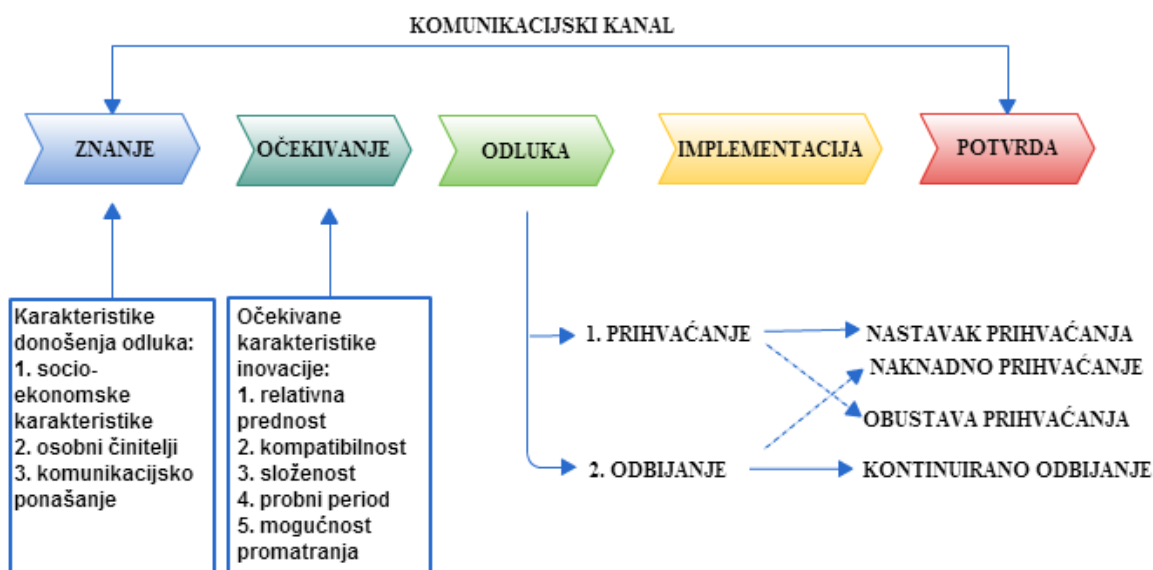 KOMUNIKACIJSKI KANAL
ZNANJE
OČEKIVANJE
ODLUKA
IMPLEMENTACIJA
POTVRDA
Karakteristike
donošenja odluka:
1. socio-
ekonomske
karakteristike
2. osobni činitelji
3. komunikacijsko
ponašanje
Očekivane
karakteristike
inovacije:
1. relativna
prednost
2. kompatibilnost
3. složenost
4. probni period
5. mogućnost
promatranja
1. PRIHVAĆANJE
NASTAVAK PRIHVAĆANJA
NAKNADNO PRIHVAĆANJE
OBUSTAVA PRIHVAĆANJA
2. ODBIJANJE
KONTINUIRANO ODBIJANJE